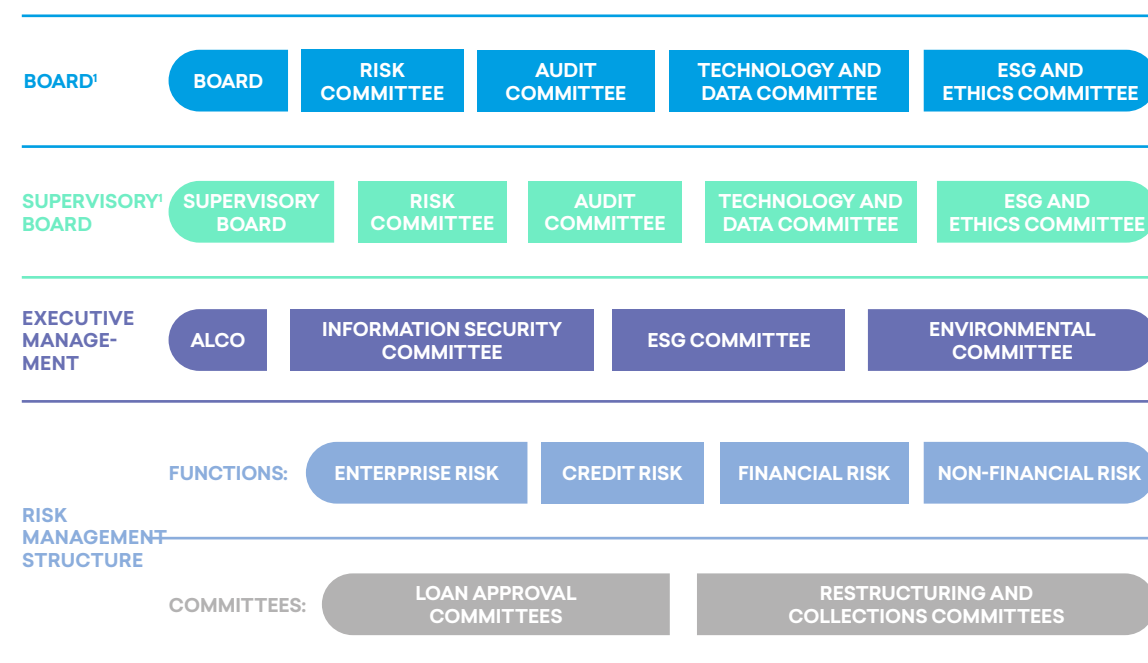 BOARD¹
BOARD
RISK
COMMITTEE
AUDIT
COMMITTEE
TECHNOLOGY AND
DATA COMMITTEE
ESG AND
ETHICS COMMITTEE
SUPERVISORY¹
BOARD
SUPERVISORY
BOARD
RISK
COMMITTEE
AUDIT
COMMITTEE
TECHNOLOGY AND
DATA COMMITTEE
ESG AND
ETHICS COMMITTEE
EXECUTIVE
MANAGE-
MENT
ALCO
INFORMATION SECURITY
COMMITTEE
ESG COMMITTEE
ENVIRONMENTAL
COMMITTEE
RISK
MANAGEMENT
STRUCTURE
FUNCTIONS:
ENTERPRISE RISK
CREDIT RISK
FINANCIAL RISK
NON-FINANCIAL RISK
COMMITTEES:
LOAN APPROVAL
COMMITTEES
RESTRUCTURING AND
COLLECTIONS COMMITTEES